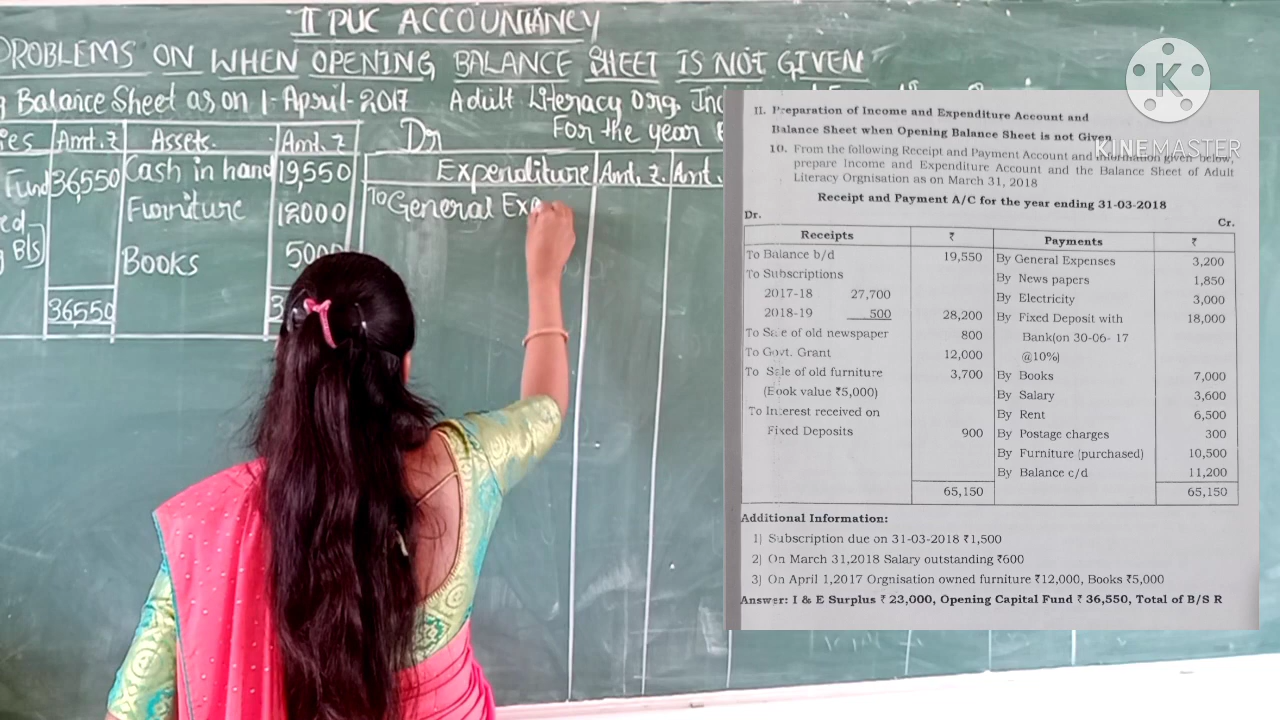 II PUC ACCOUNTANCY
PROBLEMS ON WHEN OPENING BALANCE SHEET IS NOT GIVEN
Balance Sheet as on 1-April-2017 Adult Literacy Org.
For the year
Amt. ₹ Assets. Amt. ₹
Fund 36,550 Cash in hand 19,550
Furniture 12000
B/s
Books 5000
36,550
Dr
Expenditure Amt. ₹. Amt.
To General Exp
K
KINEMASTER
II. Preparation of Income and Expenditure Account and
Balance Sheet when Opening Balance Sheet is not Given
10. From the following Receipt and Payment Account and information given below,
prepare Income and Expenditure Account and the Balance Sheet of Adult
Literacy Orgnisation as on March 31, 2018
Receipt and Payment A/C for the year ending 31-03-2018
Dr. Cr.
Receipts ₹ Payments ₹
To Balance b/d 19,550 By General Expenses 3,200
To Subscriptions By News papers 1,850
2017-18 27,700 By Electricity 3,000
2018-19 500 28,200 By Fixed Deposit with 18,000
To Sale of old newspaper 800 Bank(on 30-06- 17
To Govt. Grant 12,000 @10%)
To Sale of old furniture 3,700 By Books 7,000
(Book value ₹5,000) By Salary 3,600
To Interest received on By Rent 6,500
Fixed Deposits 900 By Postage charges 300
By Furniture (purchased) 10,500
By Balance c/d 11,200
65,150 65,150
Additional Information:
1) Subscription due on 31-03-2018 ₹1,500
2) On March 31,2018 Salary outstanding ₹600
3) On April 1,2017 Orgnisation owned furniture ₹12,000, Books ₹5,000
Answer: I & E Surplus ₹ 23,000, Opening Capital Fund ₹ 36,550, Total of B/S R